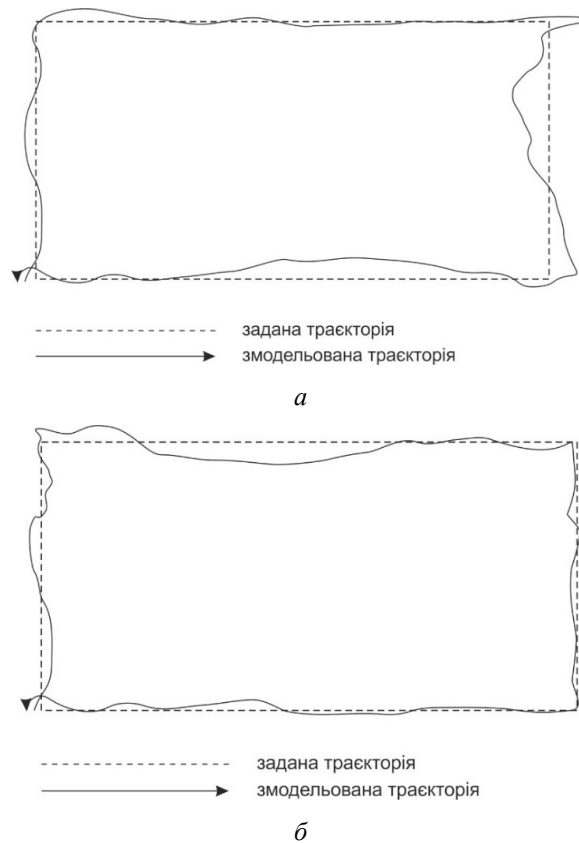 задана траєкторія
змодельована траєкторія
а
задана траєкторія
змодельована траєкторія
б